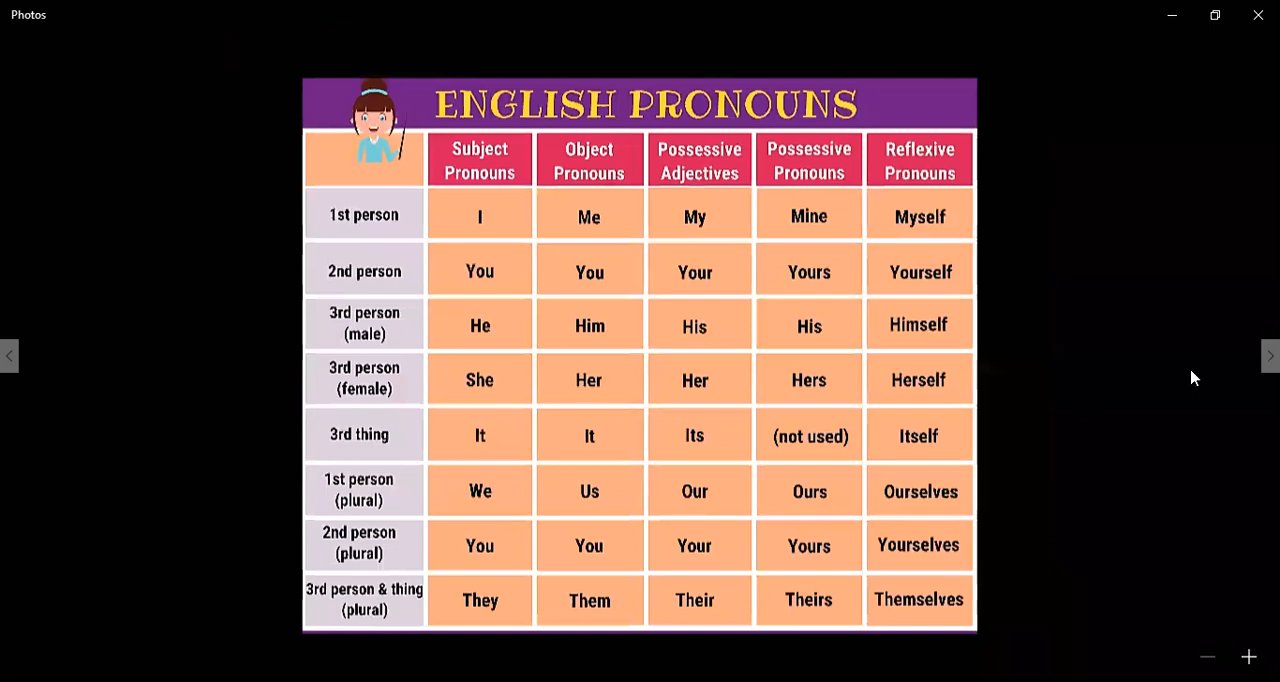 Photos
ENGLISH PRONOUNS
Subject Pronouns
Object Pronouns
Possessive Adjectives
Possessive Pronouns
Reflexive Pronouns
1st person I Me My Mine Myself
2nd person You You Your Yours Yourself
3rd person (male) He Him His His Himself
3rd person (female) She Her Her Hers Herself
3rd thing It It Its (not used) Itself
1st person (plural) We Us Our Ours Ourselves
2nd person (plural) You You Your Yours Yourselves
3rd person & thing (plural) They Them Their Theirs Themselves